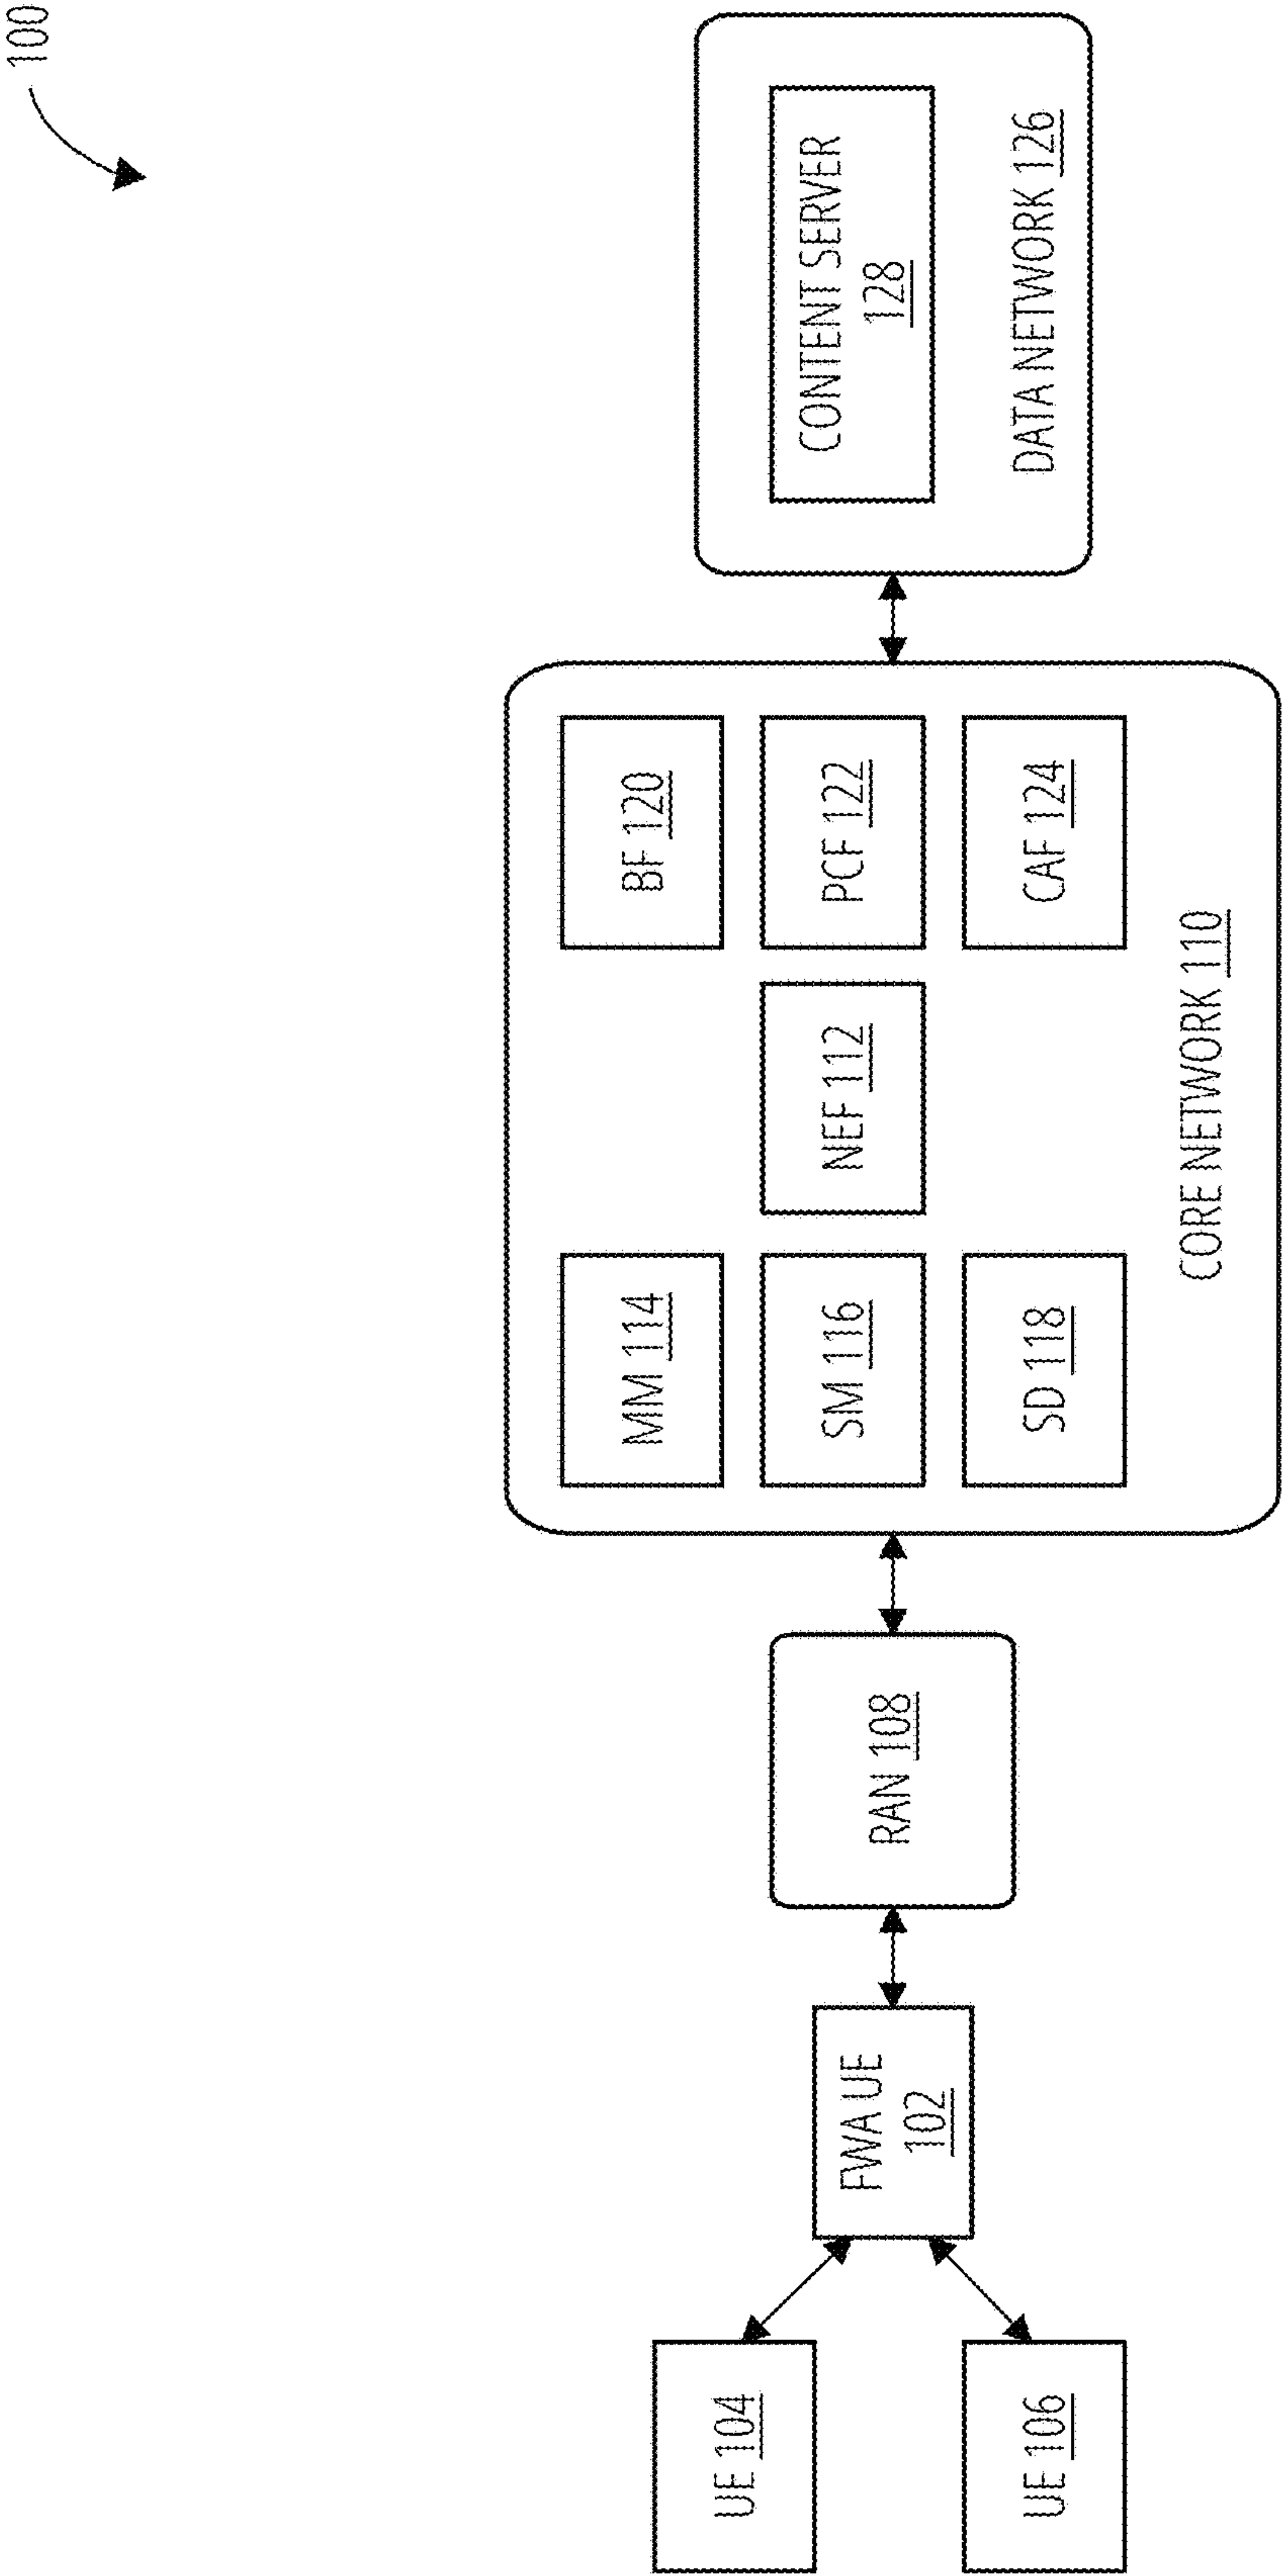 100
UE 104
UE 106
FWA UE
102
RAN 108
MM 114
SM 116
SD 118
NEF 112
BF 120
PCF 122
CAF 124
CORE NETWORK 110
CONTENT SERVER
128
DATA NETWORK 126